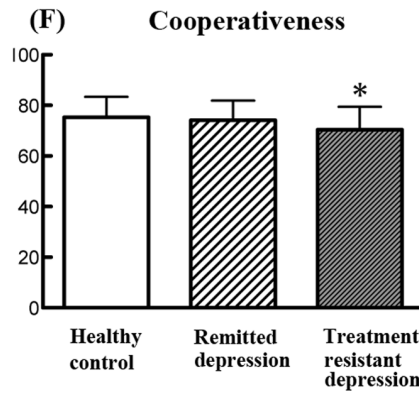 (F) Cooperativeness
100
80
60
40
20
0
*
Healthy control
Remitted depression
Treatment resistant depression